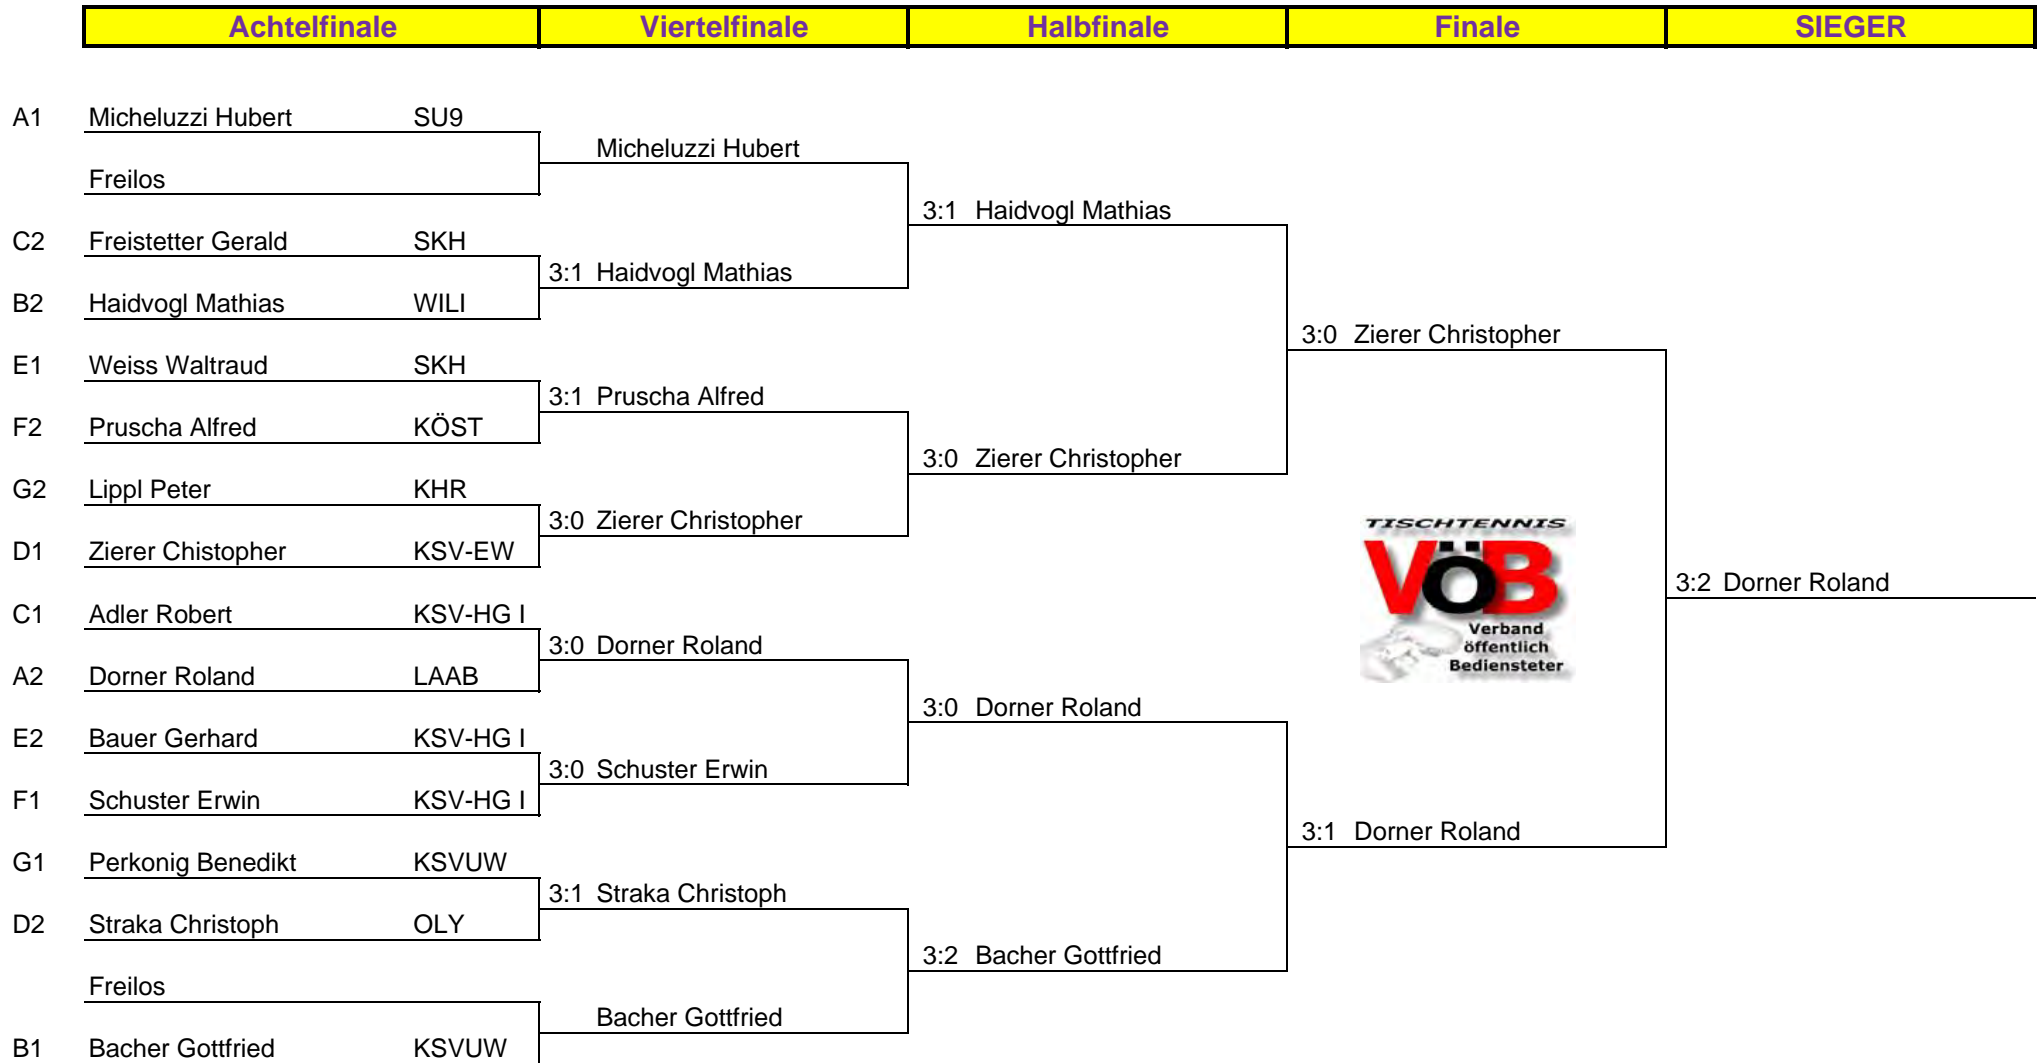 Achtelfinale Viertelfinale Halbfinale Finale SIEGER
A1 Micheluzzi Hubert SU9
Micheluzzi Hubert
Freilos
3:1 Haidvogl Mathias
C2 Freistetter Gerald SKH
3:1 Haidvogl Mathias
B2 Haidvogl Mathias WILI
3:0 Zierer Christopher
E1 Weiss Waltraud SKH
3:1 Pruscha Alfred
F2 Pruscha Alfred KÖST
3:0 Zierer Christopher
G2 Lippl Peter KHR
3:0 Zierer Christopher
TISCHTENNIS
D1 Zierer Chistopher KSV-EW
VöB
3:2 Dorner Roland
C1 Adler Robert KSV-HG I
Verband
3:0 Dorner Roland
öffentlich
Bediensteter
A2 Dorner Roland LAAB
3:0 Dorner Roland
E2 Bauer Gerhard KSV-HG I
3:0 Schuster Erwin
F1 Schuster Erwin KSV-HG I
3:1 Dorner Roland
G1 Perkonig Benedikt KSVUW
3:1 Straka Christoph
D2 Straka Christoph OLY
3:2 Bacher Gottfried
Freilos
Bacher Gottfried
B1 Bacher Gottfried KSVUW